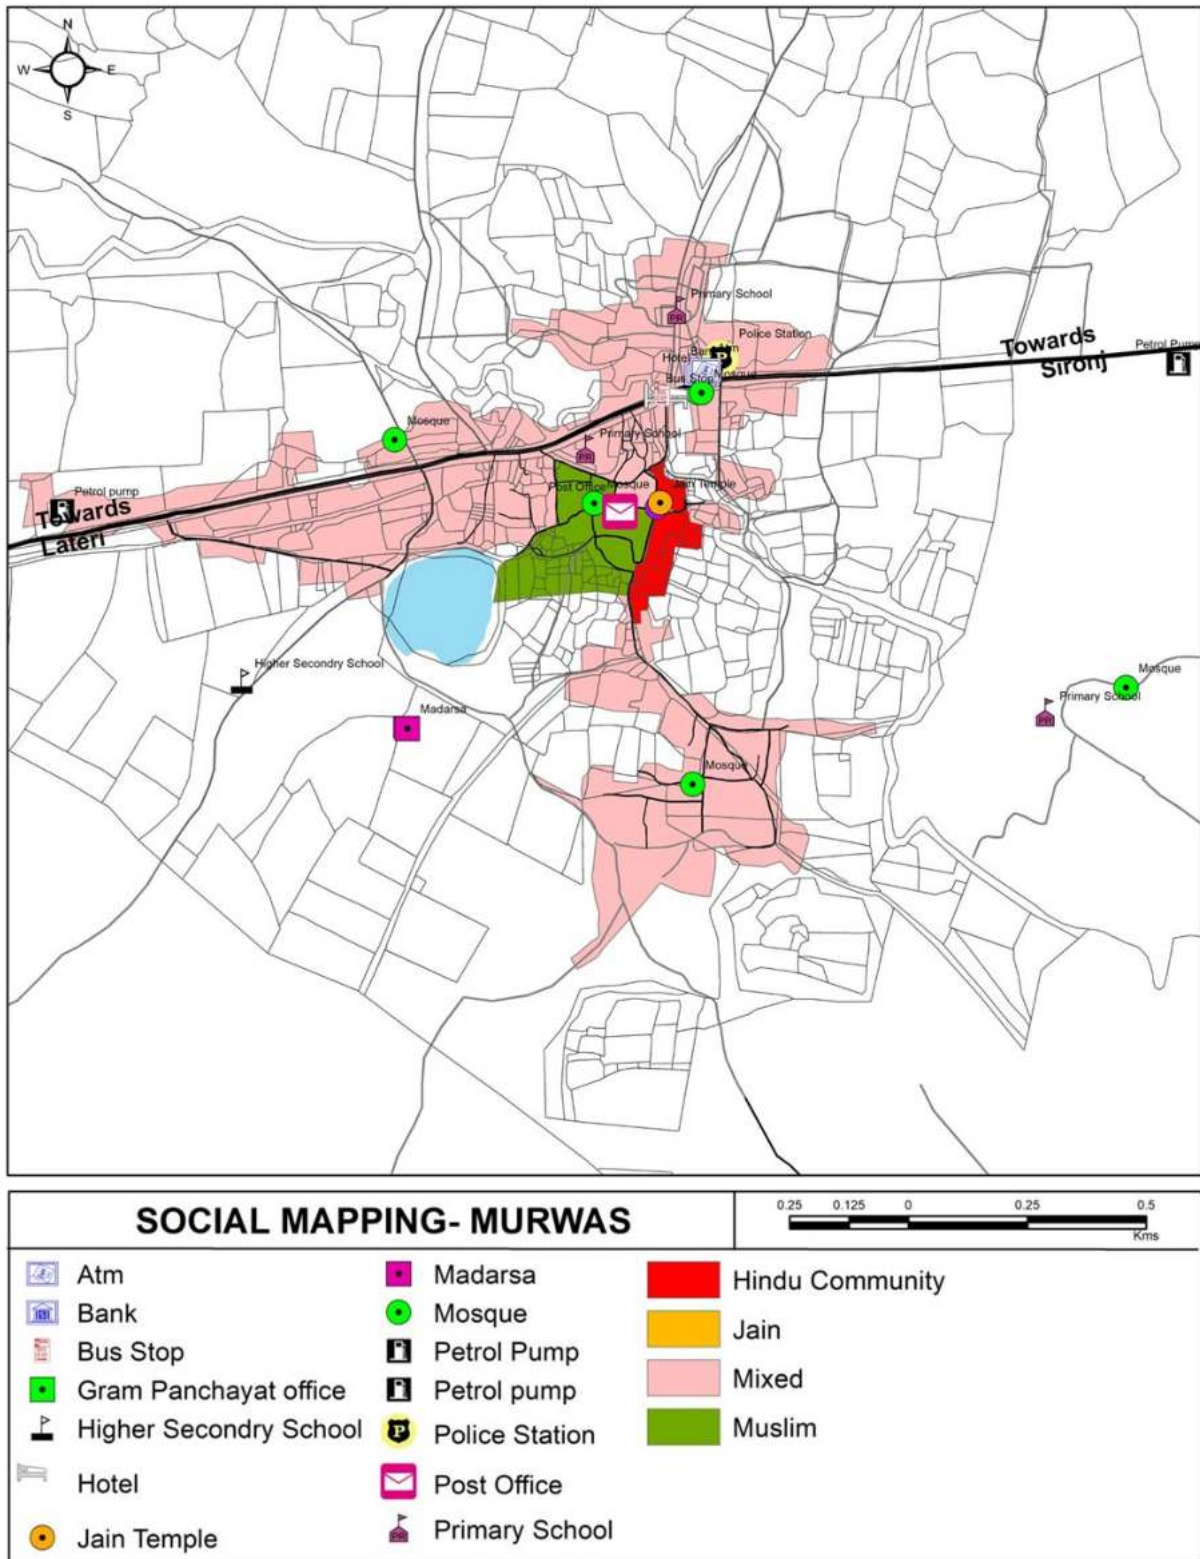 N
W E
S
Primary School
Police Station
Atm
Bank
Hotel
Mosque
Bus Stop
Towards
Sironj
Petrol Pump
Mosque
Primary School
Petrol pump
Towards
Lateri
Post Office
Mosque
Jain Temple
Higher Secondry School
Madarsa
Mosque
Primary School
Mosque
SOCIAL MAPPING- MURWAS
0.25 0.125 0 0.25 0.5
Kms
Atm
Bank
Bus Stop
Gram Panchayat office
Higher Secondry School
Hotel
Jain Temple
Madarsa
Mosque
Petrol Pump
Petrol pump
Police Station
Post Office
Primary School
Hindu Community
Jain
Mixed
Muslim